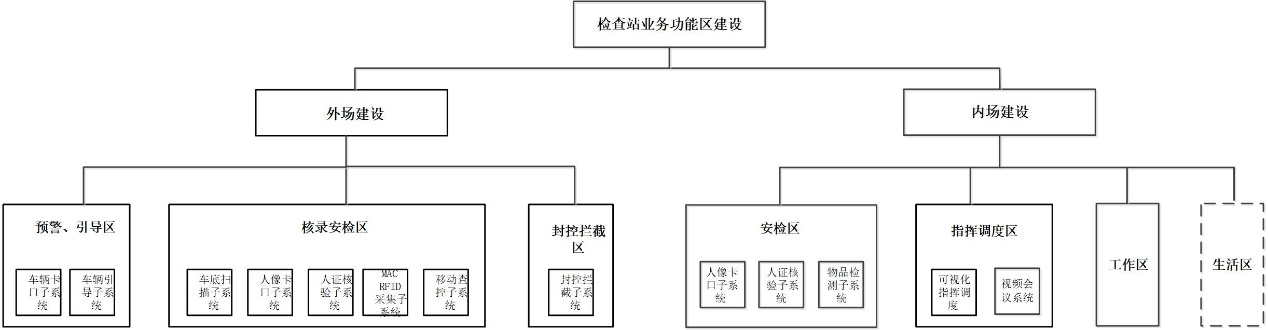 检查站业务功能区建设
外场建设
内场建设
预警、引导区
车辆卡
口子系
统
车辆引
导子系
统
核录安检区
车底扫
描子系
统
人像卡
口子系
统
人证核
验子系
统
MAC
RFID
采集子
系统
移动查
控子系
统
封控拦截
区
封控拦
截子系
统
安检区
人像卡
口子系
统
人证核
验子系
统
物品检
测子系
统
指挥调度区
可视化
指挥调
度
视频会
议系统
工作区
生活区